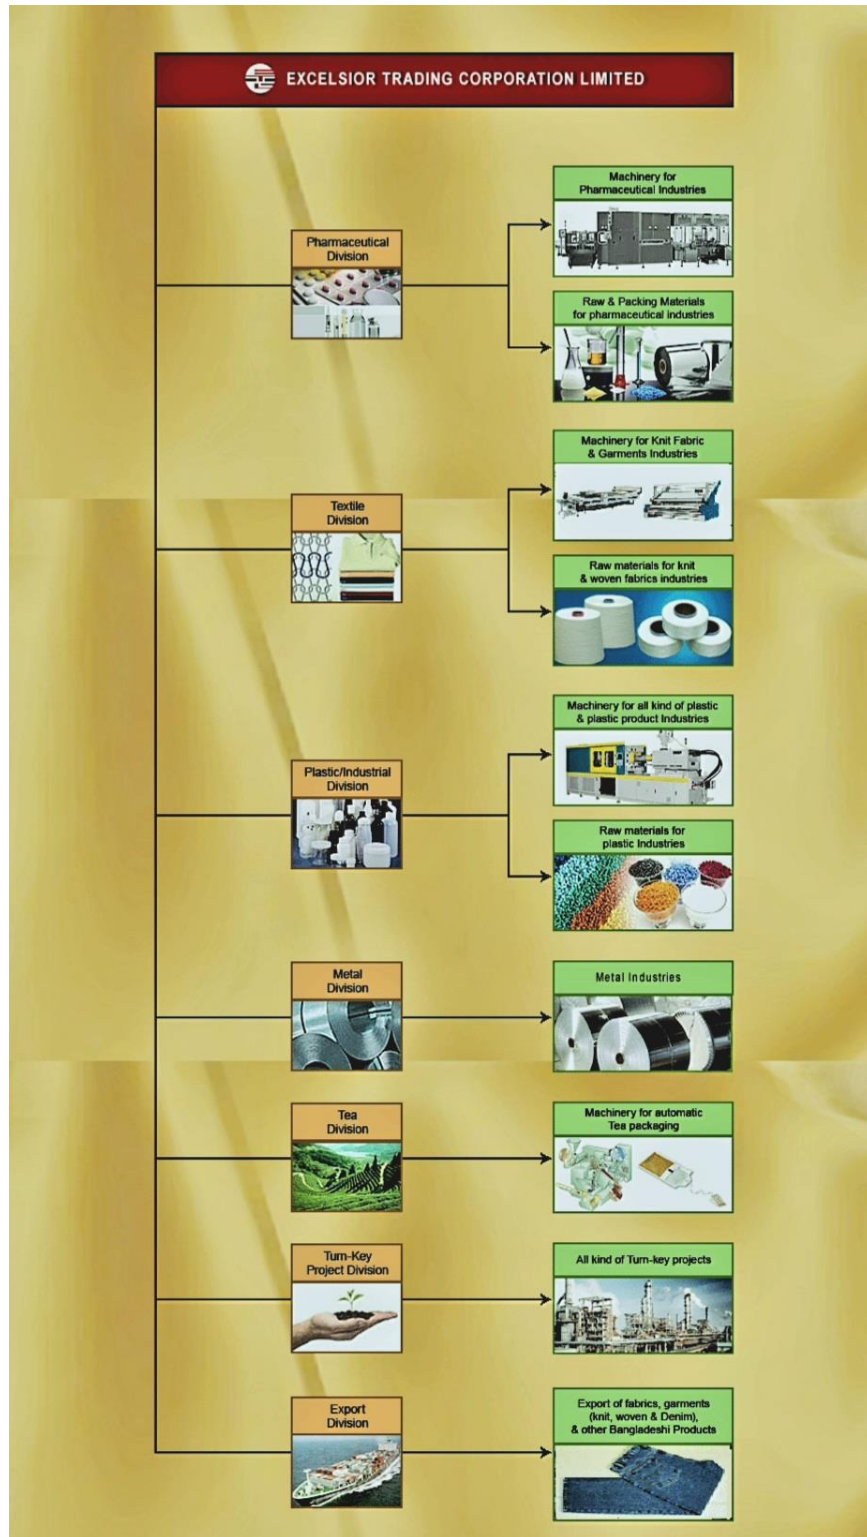 EXCELSIOR TRADING CORPORATION LIMITED
Pharmaceutical
Division
Machinery for
Pharmaceutical Industries
Raw & Packing Materials
for pharmaceutical industries
Textile
Division
Machinery for Knit Fabric
& Garments Industries
Raw materials for knit
& woven fabrics industries
Plastic/Industrial
Division
Machinery for all kind of plastic
& plastic product Industries
Raw materials for
plastic Industries
Metal
Division
Metal Industries
Tea
Division
Machinery for automatic
Tea packaging
Turn-Key
Project Division
All kind of Turn-key projects
Export
Division
Export of fabrics, garments
(knit, woven & Denim),
& other Bangladeshi Products